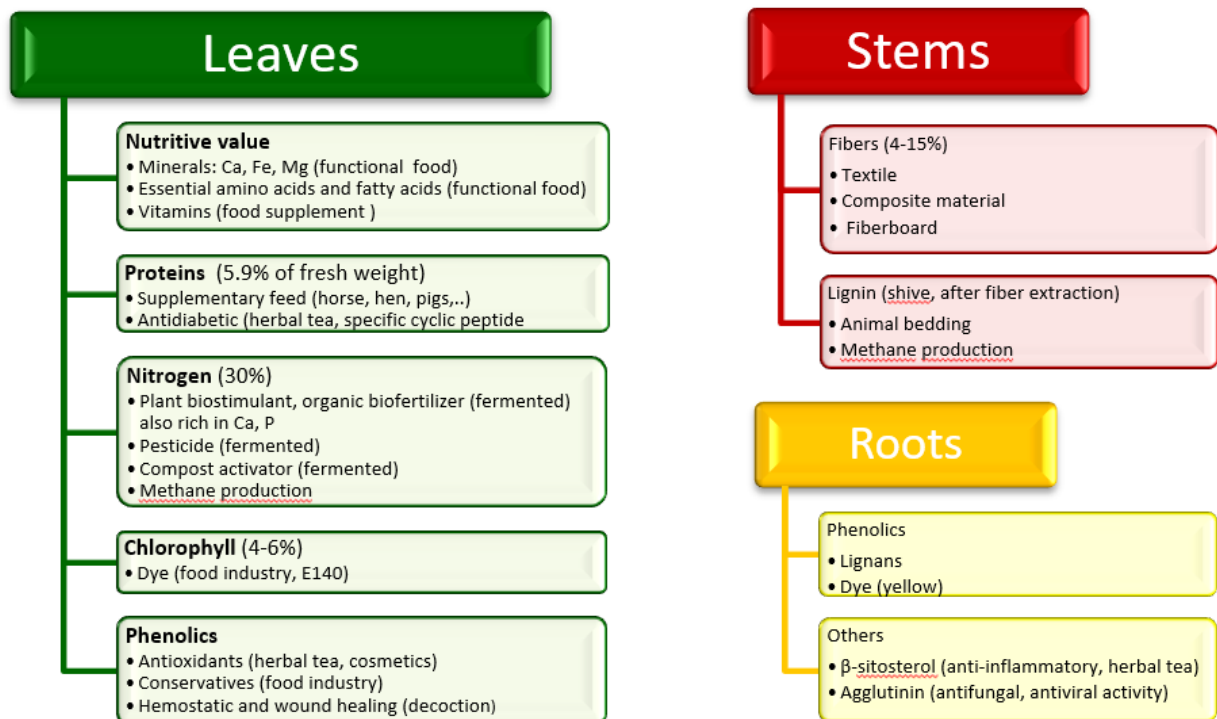 Leaves
Nutritive value
• Minerals: Ca, Fe, Mg (functional food)
• Essential amino acids and fatty acids (functional food)
• Vitamins (food supplement )
Proteins (5.9% of fresh weight)
• Supplementary feed (horse, hen, pigs,..)
• Antidiabetic (herbal tea, specific cyclic peptide
Nitrogen (30%)
• Plant biostimulant, organic biofertilizer (fermented)
also rich in Ca, P
• Pesticide (fermented)
• Compost activator (fermented)
• Methane production
Chlorophyll (4-6%)
• Dye (food industry, E140)
Phenolics
• Antioxidants (herbal tea, cosmetics)
• Conservatives (food industry)
• Hemostatic and wound healing (decoction)
Stems
Fibers (4-15%)
• Textile
• Composite material
• Fiberboard
Lignin (shive, after fiber extraction)
• Animal bedding
• Methane production
Roots
Phenolics
• Lignans
• Dye (yellow)
Others
• β-sitosterol (anti-inflammatory, herbal tea)
• Agglutinin (antifungal, antiviral activity)